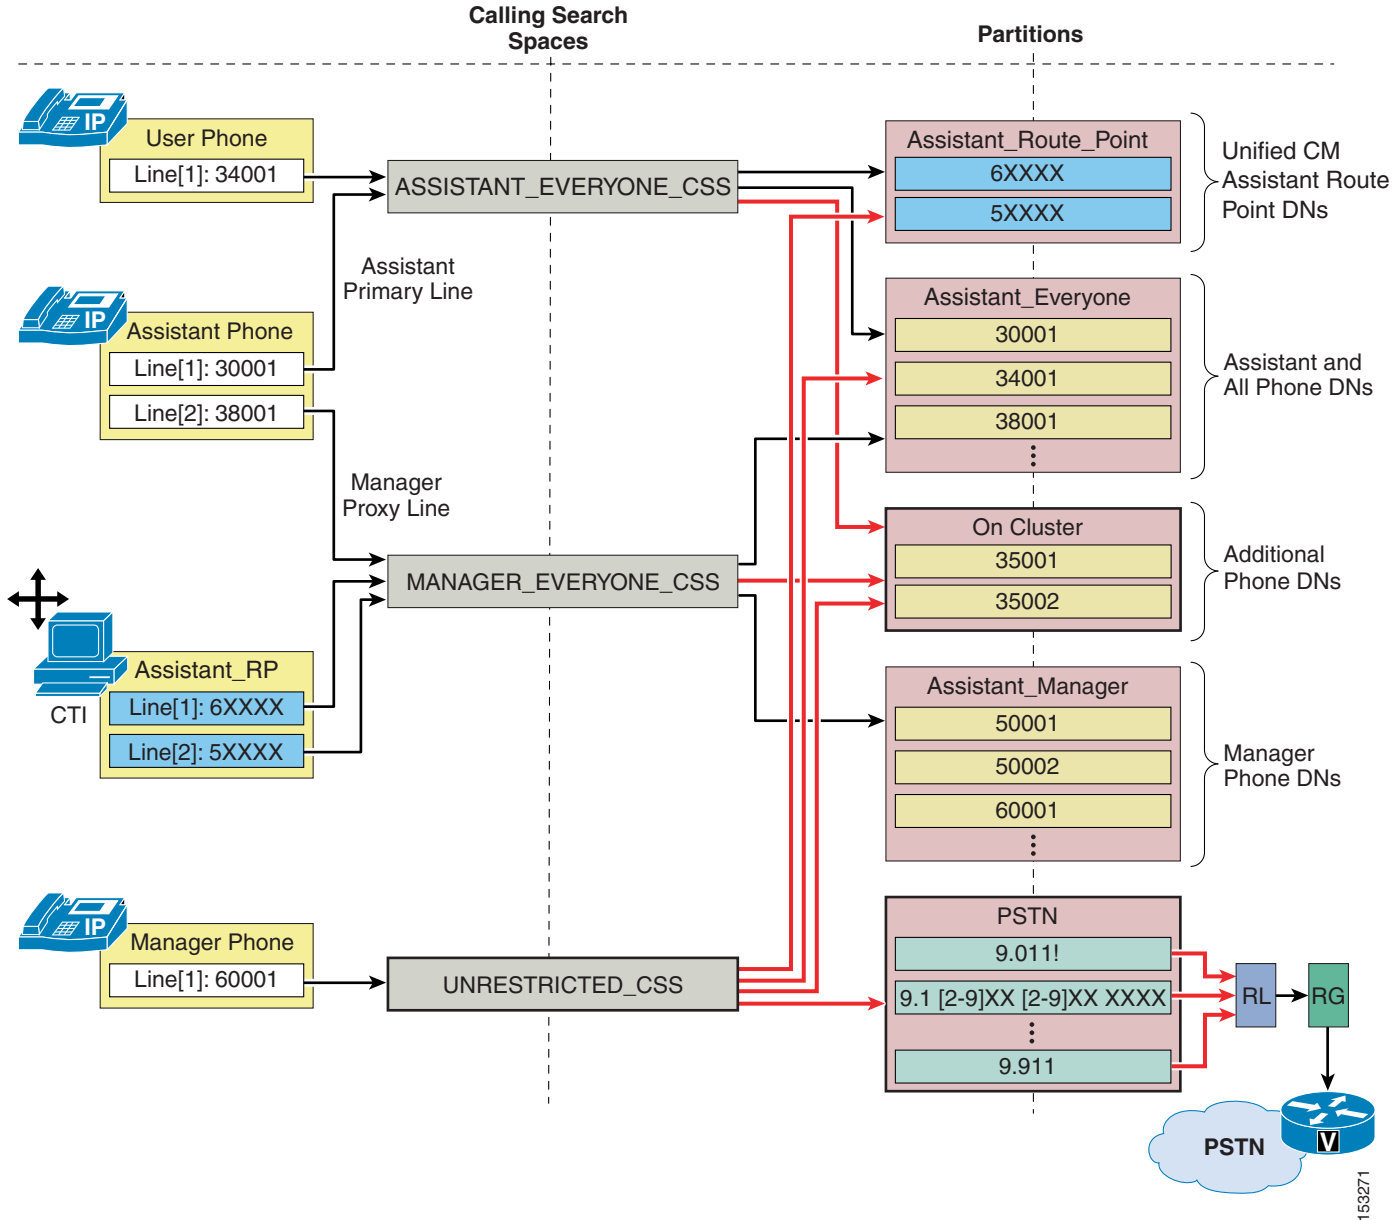 Calling Search
Spaces
Partitions
IP
User Phone
Line[1]: 34001
ASSISTANT_EVERYONE_CSS
Assistant_Route_Point
6XXXX
5XXXX
Unified CM
Assistant Route
Point DNs
Assistant
Primary Line
IP
Assistant Phone
Line[1]: 30001
Line[2]: 38001
Assistant_Everyone
30001
34001
38001
Assistant and
All Phone DNs
Manager
Proxy Line
MANAGER_EVERYONE_CSS
On Cluster
35001
35002
Additional
Phone DNs
CTI
Assistant_RP
Line[1]: 6XXXX
Line[2]: 5XXXX
Assistant_Manager
50001
50002
60001
Manager
Phone DNs
IP
Manager Phone
Line[1]: 60001
UNRESTRICTED_CSS
PSTN
9.011!
9.1 [2-9]XX [2-9]XX XXXX
9.911
RL
RG
PSTN
V
153271